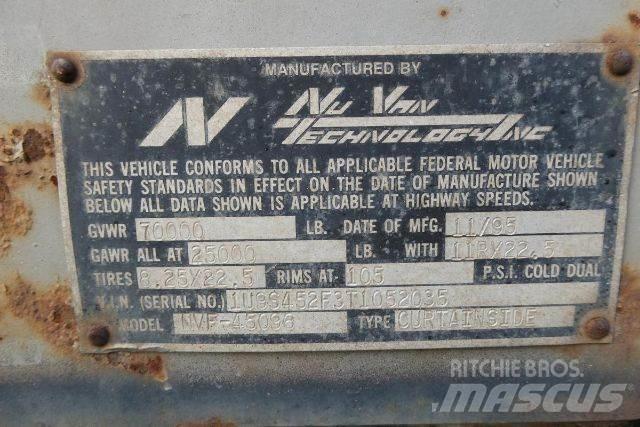 MANUFACTURED BY
N NU VAN
TECHNOLOGY INC
THIS VEHICLE CONFORMS TO ALL APPLICABLE FEDERAL MOTOR VEHICLE
SAFETY STANDARDS IN EFFECT ON THE DATE OF MANUFACTURE SHOWN
BELOW ALL DATA SHOWN IS APPLICABLE AT HIGHWAY SPEEDS.
GVWR 70000 LB. DATE OF MFG. 11/95
GAWR ALL AT 25000 LB. WITH 11RX22.5
TIRES 8.25X22.5 RIMS AT 105 P.S.I. COLD DUAL
V.I.N. (SERIAL NO.) 1U9S452F3T1052035
MODEL TYPE CURTAINSIDE
RITCHIE BROS.
MASCUS